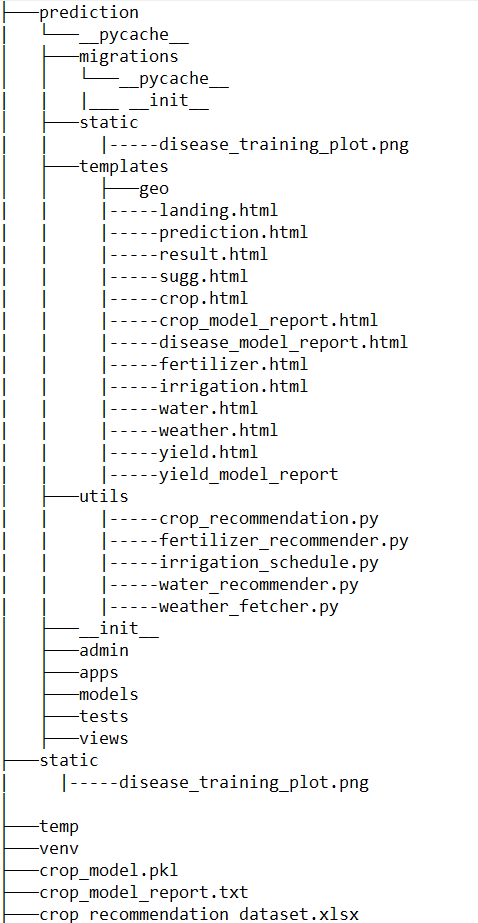 ├───prediction
│   └───__pycache__
│   ├───migrations
│   │   └───__pycache__
│   │   |___ __init__
│   ├───static
│   │     |-----disease_training_plot.png
│   ├───templates
│   │     ├───geo
│   │     |-----landing.html
│   │     |-----prediction.html
│   │     |-----result.html
│   │     |-----sugg.html
│   │     |-----crop.html
│   │     |-----crop_model_report.html
│   │     |-----disease_model_report.html
│   │     |-----fertilizer.html
│   │     |-----irrigation.html
│   │     |-----water.html
│   │     |-----weather.html
│   │     |-----yield.html
│   │     |-----yield_model_report
│   ├───utils
│   │     |-----crop_recommendation.py
│   │     |-----fertilizer_recommender.py
│   │     |-----irrigation_schedule.py
│   │     |-----water_recommender.py
│   │     |-----weather_fetcher.py
│   ├───__init__
│   ├───admin
│   ├───apps
│   ├───models
│   ├───tests
│   ├───views
├───static
│     |-----disease_training_plot.png
│
├───temp
├───venv
├───crop_model.pkl
├───crop_model_report.txt
├───crop_recommendation_dataset.xlsx